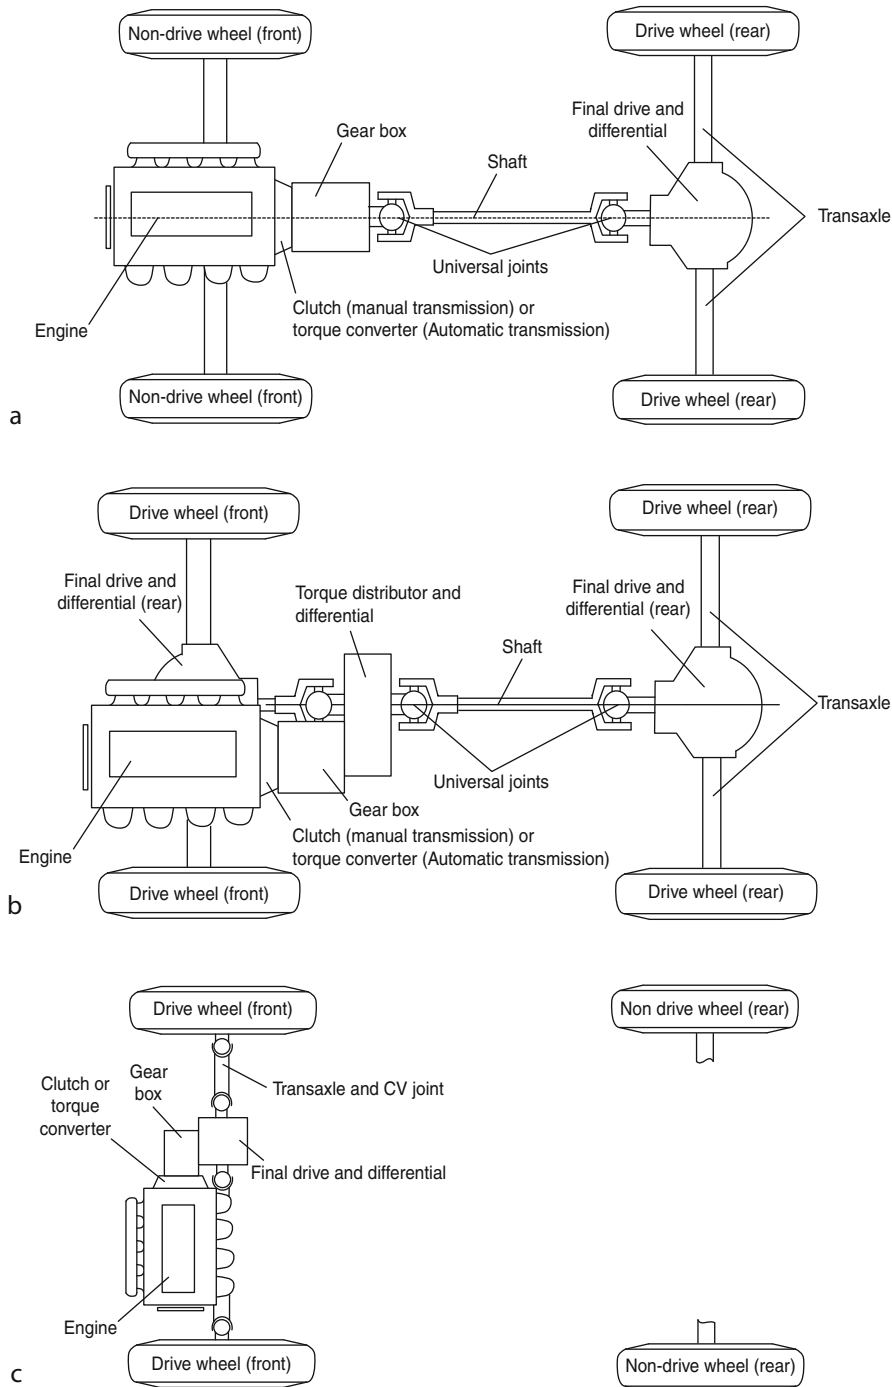 Non-drive wheel (front)
Drive wheel (rear)
Gear box
Final drive and
differential
Shaft
Transaxle
Universal joints
Clutch (manual transmission) or
torque converter (Automatic transmission)
Engine
Non-drive wheel (front)
Drive wheel (rear)
a
Drive wheel (front)
Drive wheel (rear)
Final drive and
differential (rear)
Torque distributor and
differential
Final drive and
differential (rear)
Shaft
Transaxle
Universal joints
Gear box
Clutch (manual transmission) or
torque converter (Automatic transmission)
Engine
Drive wheel (front)
Drive wheel (rear)
b
Drive wheel (front)
Non drive wheel (rear)
Clutch or
torque
converter
Gear
box
Transaxle and CV joint
Final drive and differential
Engine
Drive wheel (front)
Non-drive wheel (rear)
c